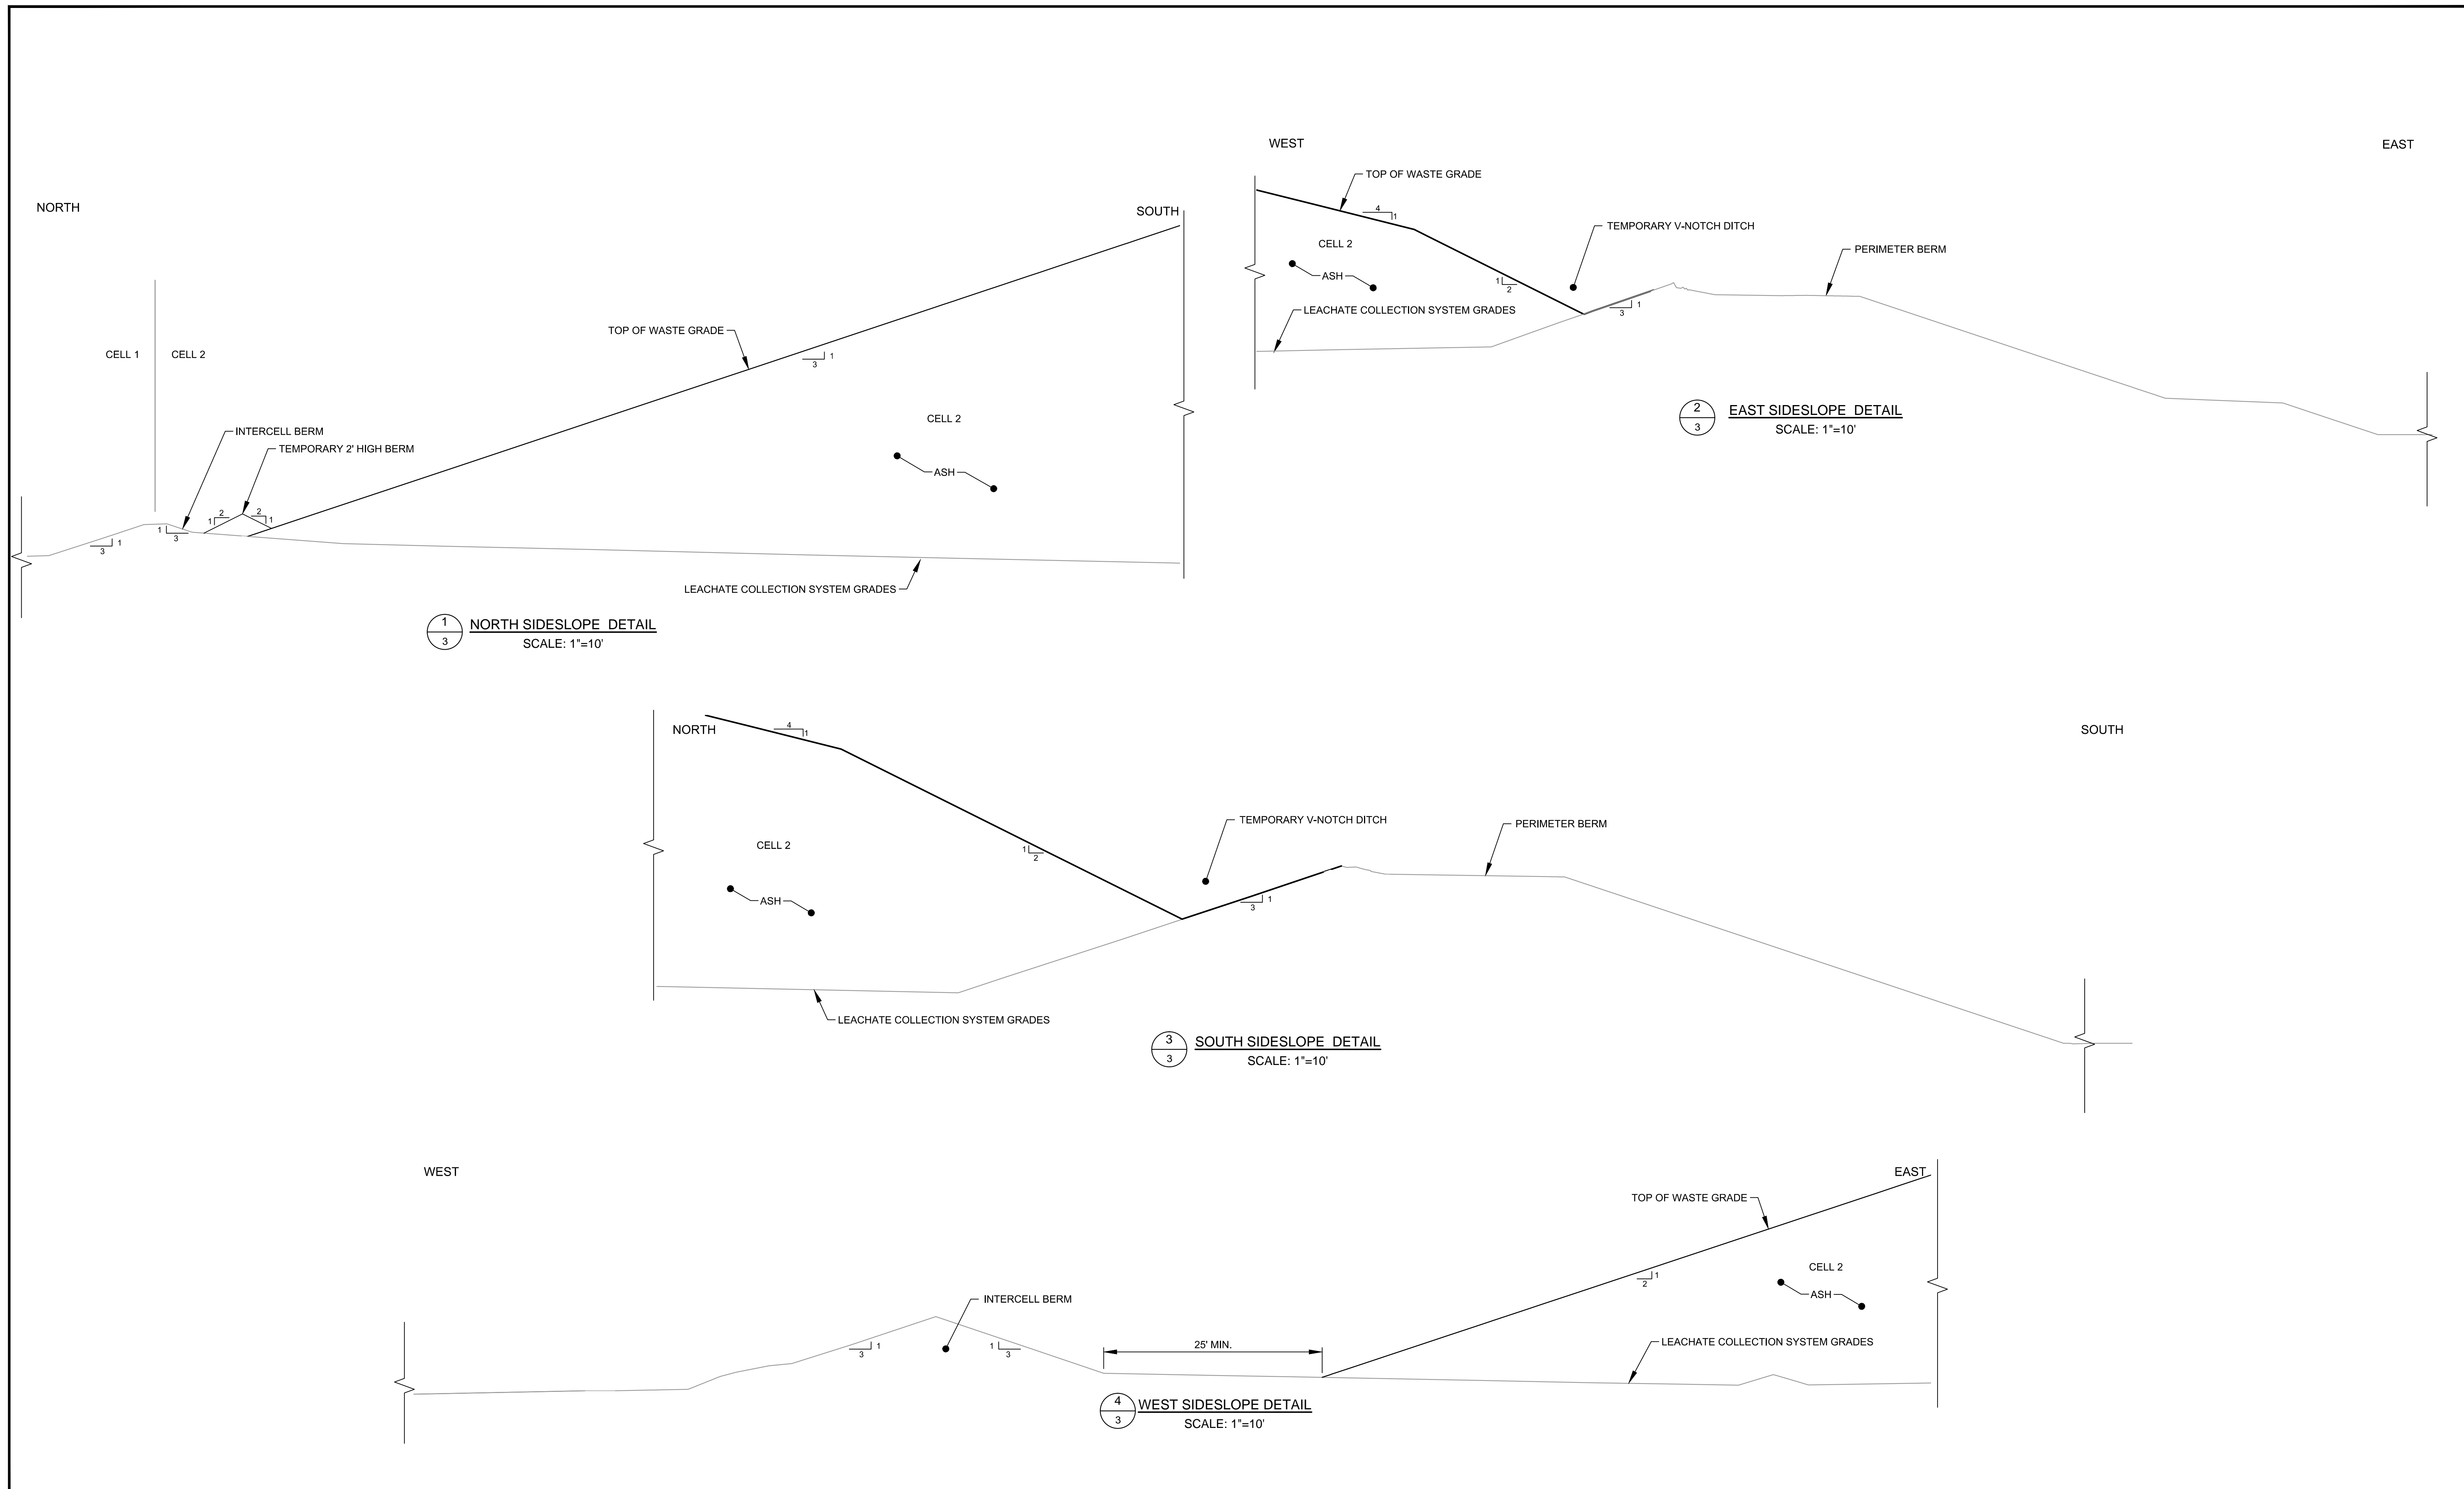 NORTH
SOUTH
CELL 1
CELL 2
TOP OF WASTE GRADE
1
3
INTERCELL BERM
TEMPORARY 2' HIGH BERM
CELL 2
ASH
2
1
2
1
1
3
1
3
LEACHATE COLLECTION SYSTEM GRADES
1
3
NORTH SIDESLOPE DETAIL
SCALE: 1"=10'
WEST
EAST
TOP OF WASTE GRADE
4
1
TEMPORARY V-NOTCH DITCH
CELL 2
PERIMETER BERM
ASH
1
2
LEACHATE COLLECTION SYSTEM GRADES
1
3
2
3
EAST SIDESLOPE DETAIL
SCALE: 1"=10'
NORTH
SOUTH
4
1
TEMPORARY V-NOTCH DITCH
PERIMETER BERM
CELL 2
1
2
ASH
1
3
LEACHATE COLLECTION SYSTEM GRADES
3
3
SOUTH SIDESLOPE DETAIL
SCALE: 1"=10'
WEST
EAST
TOP OF WASTE GRADE
CELL 2
1
2
ASH
INTERCELL BERM
1
3
1
3
25' MIN.
LEACHATE COLLECTION SYSTEM GRADES
4
3
WEST SIDESLOPE DETAIL
SCALE: 1"=10'